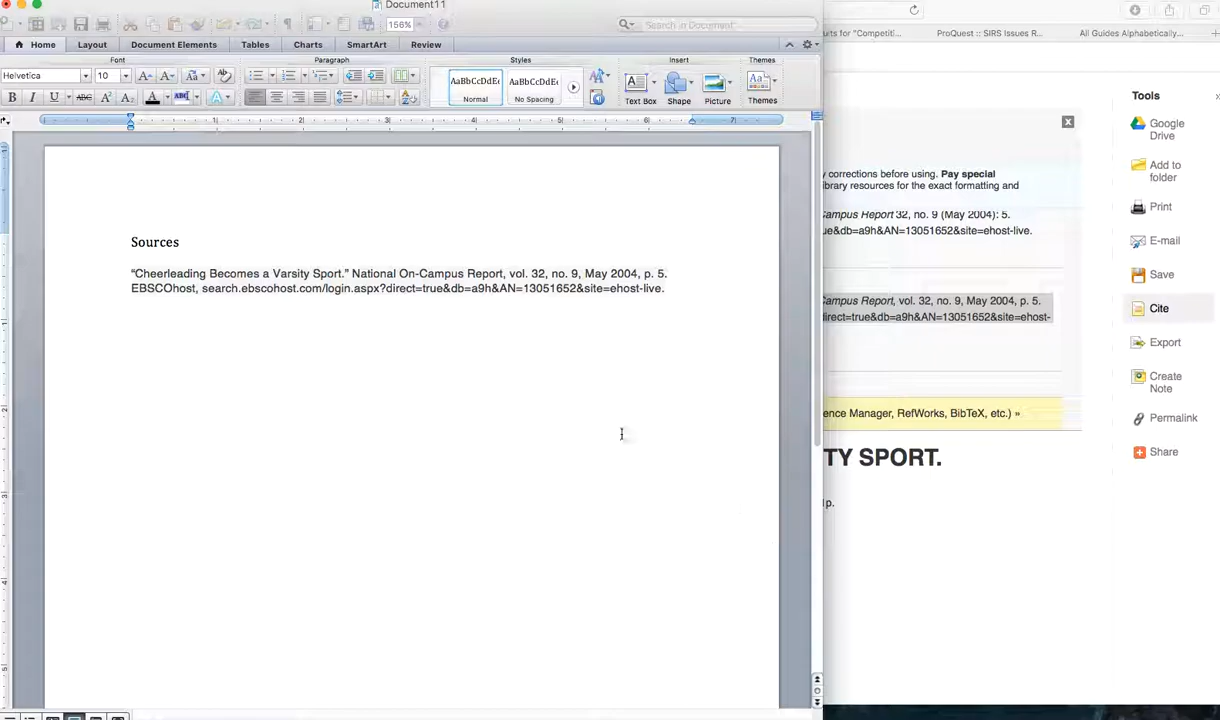 Document11
156%
Search in Document
uits for "Competiti...
ProQuest :: SIRS Issues R...
All Guides Alphabetically...
Home
Layout
Document Elements
Tables
Charts
SmartArt
Review
Font
Paragraph
Styles
Insert
Themes
Helvetica
10
AaBbCcDdEe
Normal
AaBbCcDdEe
No Spacing
Text Box
Shape
Picture
Themes
Sources
“Cheerleading Becomes a Varsity Sport.” National On-Campus Report, vol. 32, no. 9, May 2004, p. 5.
EBSCOhost, search.ebscohost.com/login.aspx?direct=true&db=a9h&AN=13051652&site=ehost-live.
y corrections before using. Pay special
ibrary resources for the exact formatting and
Campus Report 32, no. 9 (May 2004): 5.
ue&db=a9h&AN=13051652&site=ehost-live.
Campus Report, vol. 32, no. 9, May 2004, p. 5.
direct=true&db=a9h&AN=13051652&site=ehost-
ence Manager, RefWorks, BibTeX, etc.) »
TY SPORT.
lp.
Tools
Google
Drive
Add to
folder
Print
E-mail
Save
Cite
Export
Create
Note
Permalink
Share